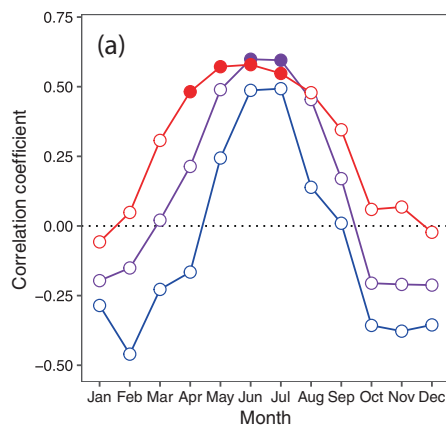 (a)
Correlation coefficient
0.75
0.50
0.25
0.00
−0.25
−0.50
Jan Feb Mar Apr May Jun Jul Aug Sep Oct Nov Dec
Month